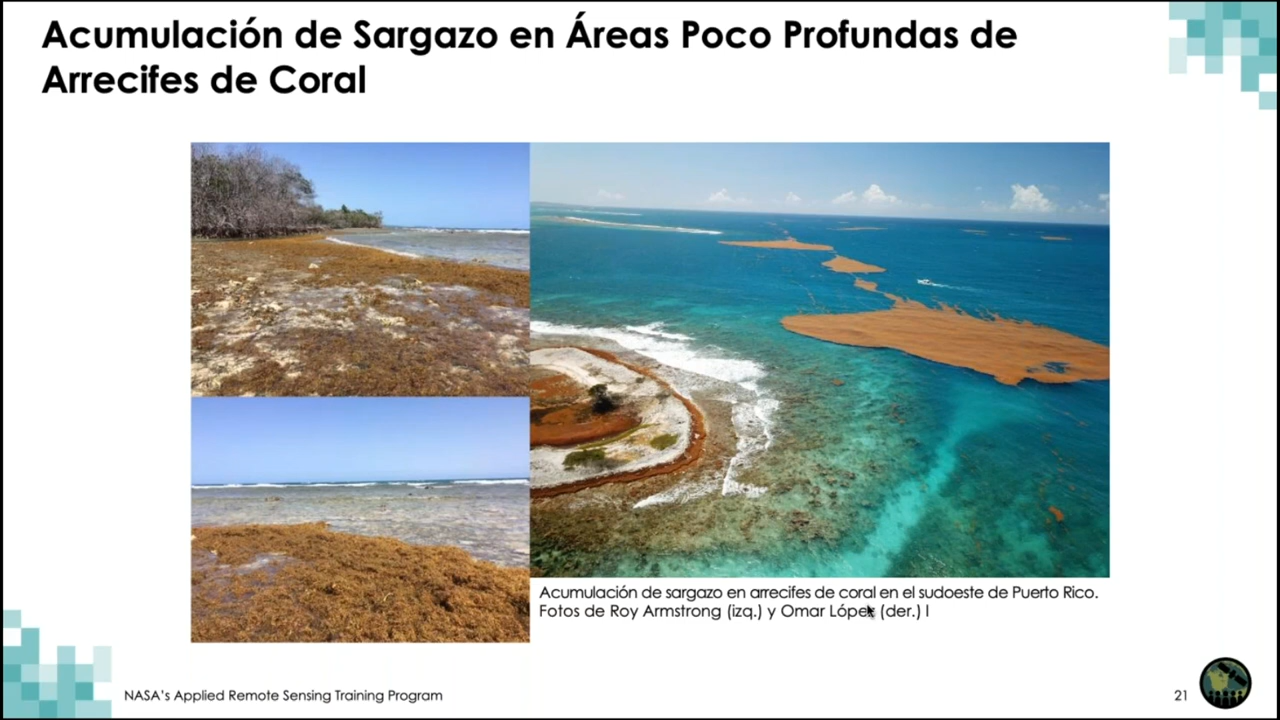 Acumulación de Sargazo en Áreas Poco Profundas de
Arrecifes de Coral
Acumulación de sargazo en arrecifes de coral en el sudoeste de Puerto Rico.
Fotos de Roy Armstrong (izq.) y Omar López (der.) l
NASA's Applied Remote Sensing Training Program
21